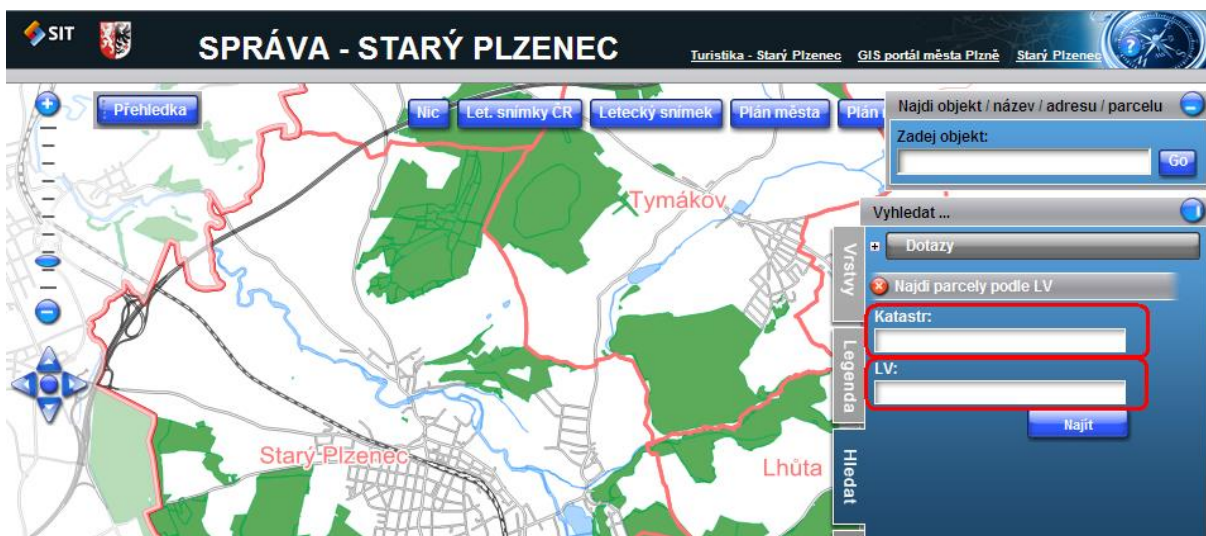 SIT
SPRÁVA - STARÝ PLZENEC
Turistika - Starý Plzenec GIS portál města Plzně Starý Plzenec
Přehledka
Nic
Let. snímky ČR
Letecký snímek
Plán města
Plán
Najdi objekt / název / adresu / parcelu
Zadej objekt:
Go
Vyhledat ...
Dotazy
Najdi parcely podle LV
Katastr:
LV:
Najít
Vrstvy
Legenda
Hledat
Tymákov
Starý Plzenec
Lhůta